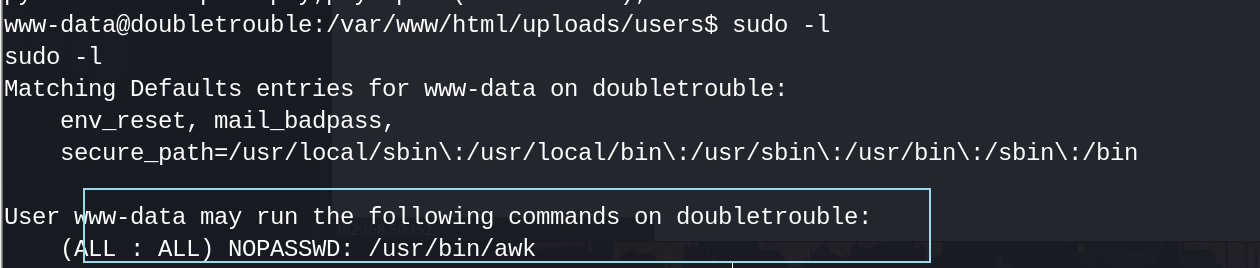 www-data@doubletrouble:/var/www/html/uploads/users$ sudo -l
sudo -l
Matching Defaults entries for www-data on doubletrouble:
    env_reset, mail_badpass,
    secure_path=/usr/local/sbin\:/usr/local/bin\:/usr/sbin\:/usr/bin\:/sbin\:/bin
User www-data may run the following commands on doubletrouble:
    (ALL : ALL) NOPASSWD: /usr/bin/awk